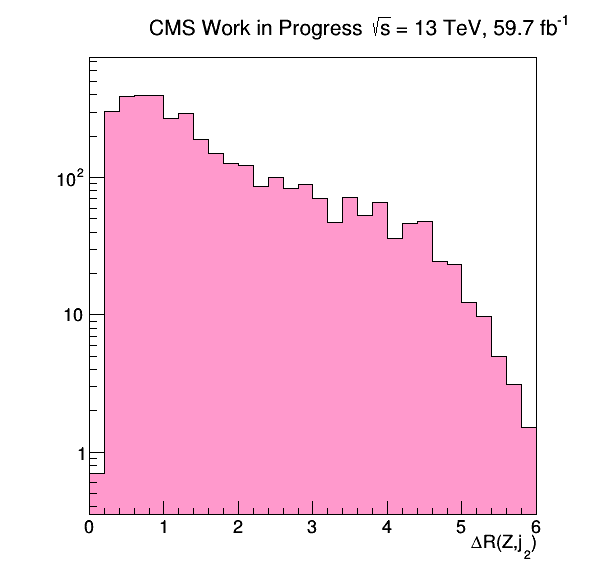 CMS Work in Progress √s = 13 TeV, 59.7 fb⁻¹
10²
10
1
0 1 2 3 4 5 6
ΔR(Z,j₂)